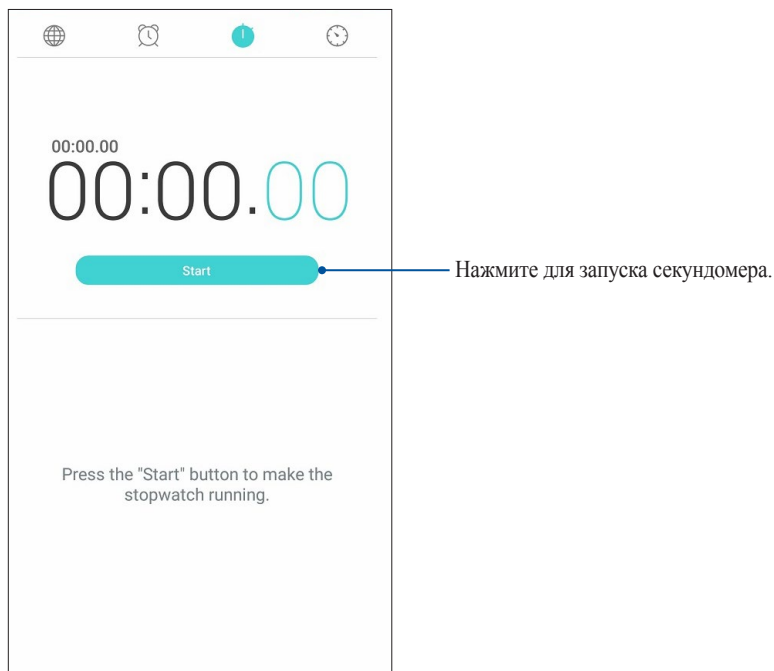 00:00.00
00:00.00
Start
Нажмите для запуска секундомера.
Press the "Start" button to make the
stopwatch running.